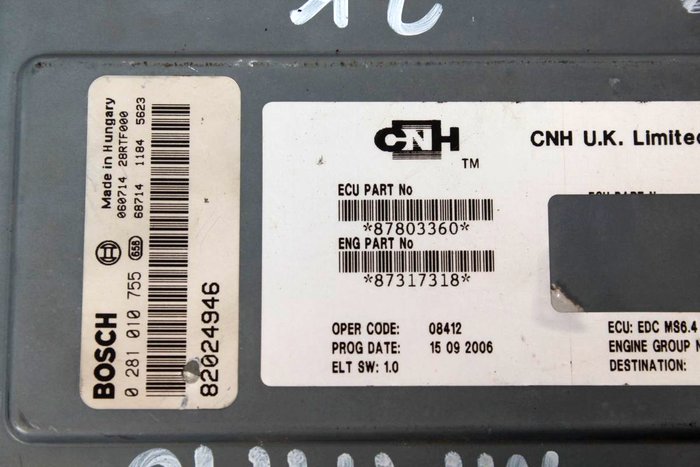 Made in Hungary
060714 28RTF000
68714 1184 5623
658
BOSCH
0 281 010 755
82024946
CNH
TM
CNH U.K. Limited
ECU PART No
*87803360*
ENG PART No
*87317318*
OPER CODE: 08412
PROG DATE: 15 09 2006
ELT SW: 1.0
ECU: EDC MS6.4
ENGINE GROUP
DESTINATION: